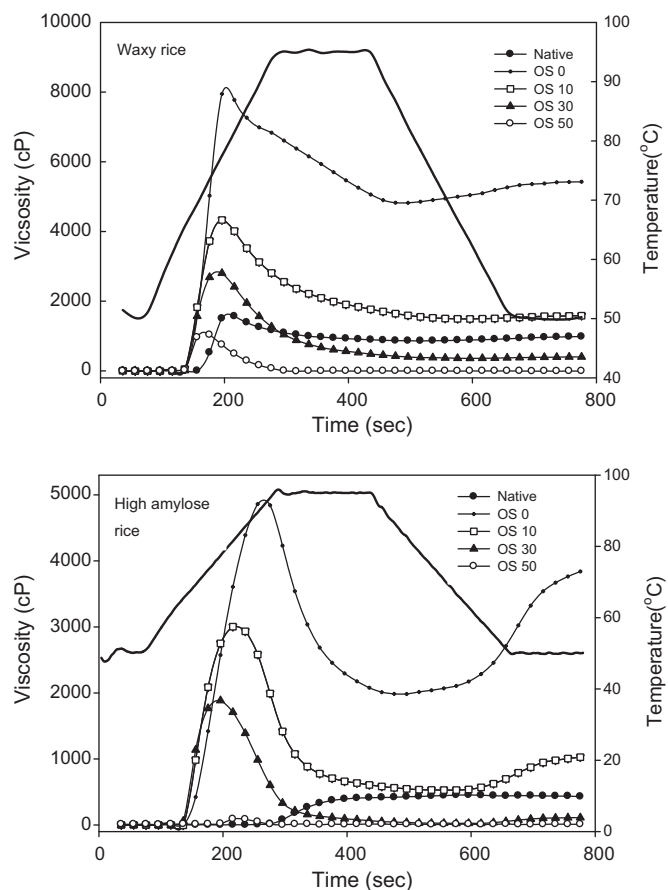 Waxy rice
10000
8000
6000
4000
2000
0
Vicsosity (cP)
Native
OS 0
OS 10
OS 30
OS 50
100
90
80
70
60
50
40
Temperature(°C)
0 200 400 600 800
Time (sec)
High amylose
rice
5000
4000
3000
2000
1000
0
Viscosity (cP)
Native
OS 0
OS 10
OS 30
OS 50
100
80
60
40
20
0
Temperature(°C)
0 200 400 600 800
Time (sec)